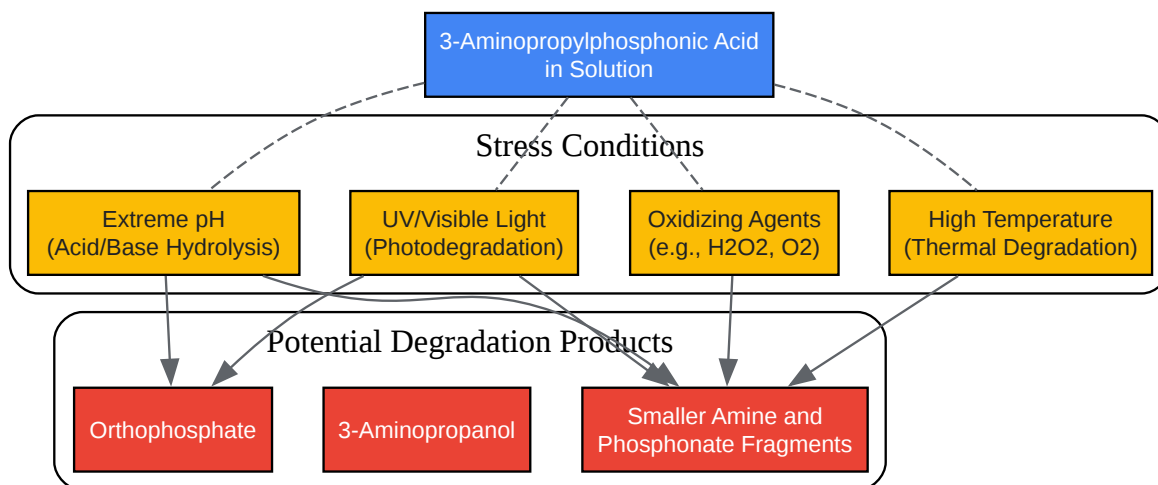 3-Aminopropylphosphonic Acid
in Solution
Stress Conditions
Extreme pH
(Acid/Base Hydrolysis)
UV/Visible Light
(Photodegradation)
Oxidizing Agents
(e.g., H2O2, O2)
High Temperature
(Thermal Degradation)
Potential Degradation Products
Orthophosphate
3-Aminopropanol
Smaller Amine and
Phosphonate Fragments